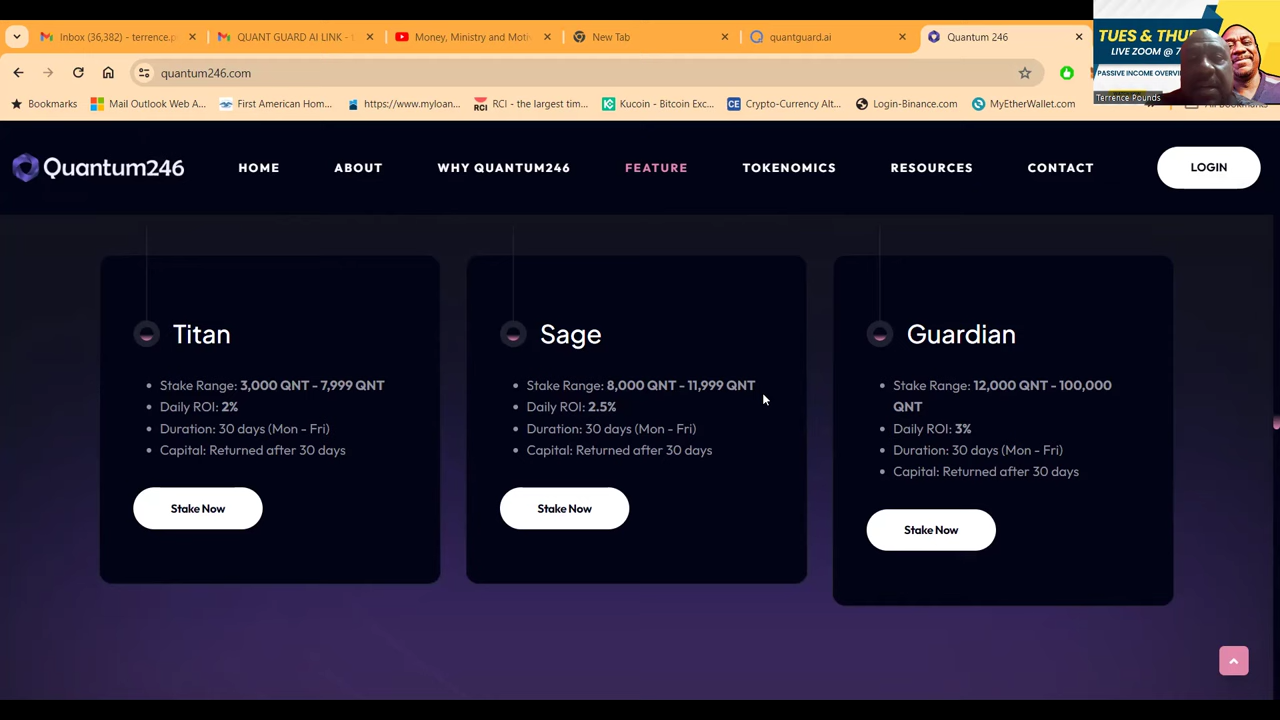 Inbox (36,382) - terrence.p
QUANT GUARD AI LINK - t
Money, Ministry and Moti
New Tab
quantguard.ai
Quantum 246
quantum246.com
Bookmarks
Mail Outlook Web A...
First American Hom...
https://www.myloan...
RCI - the largest tim...
Kucoin - Bitcoin Exc...
Crypto-Currency Alt...
Login-Binance.com
MyEtherWallet.com
TUES & THU
LIVE ZOOM @ 7
PASSIVE INCOME OVERVI
Terrence Pounds
Quantum246
HOME
ABOUT
WHY QUANTUM246
FEATURE
TOKENOMICS
RESOURCES
CONTACT
LOGIN
Titan
Stake Range: 3,000 QNT - 7,999 QNT
Daily ROI: 2%
Duration: 30 days (Mon - Fri)
Capital: Returned after 30 days
Stake Now
Sage
Stake Range: 8,000 QNT - 11,999 QNT
Daily ROI: 2.5%
Duration: 30 days (Mon - Fri)
Capital: Returned after 30 days
Stake Now
Guardian
Stake Range: 12,000 QNT - 100,000
QNT
Daily ROI: 3%
Duration: 30 days (Mon - Fri)
Capital: Returned after 30 days
Stake Now